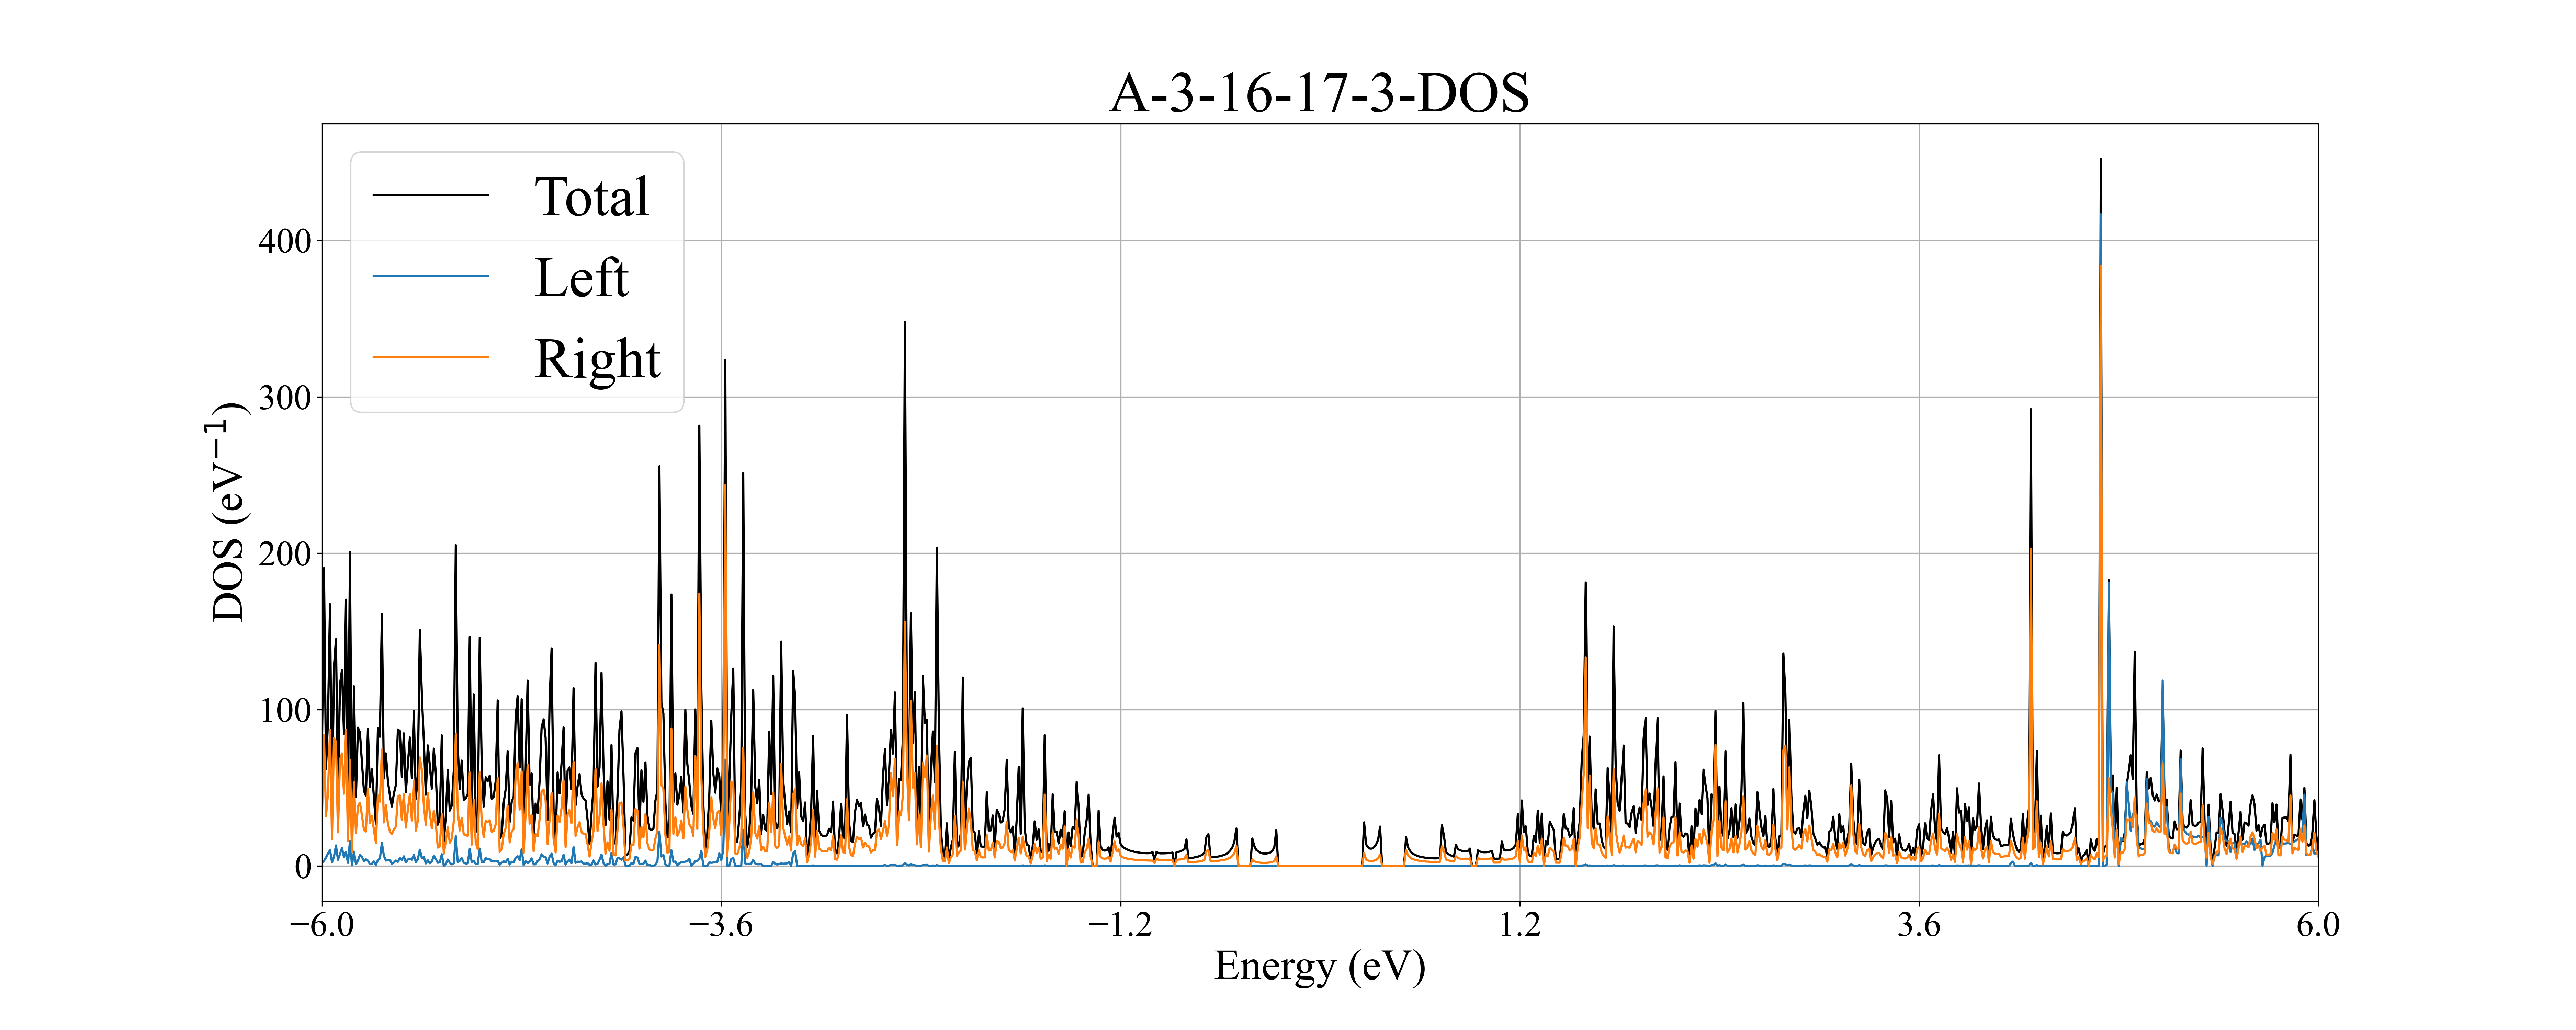 A-3-16-17-3-DOS
Total
Left
Right
DOS (eV⁻¹)
400
300
200
100
0
−6.0 −3.6 −1.2 1.2 3.6 6.0
Energy (eV)